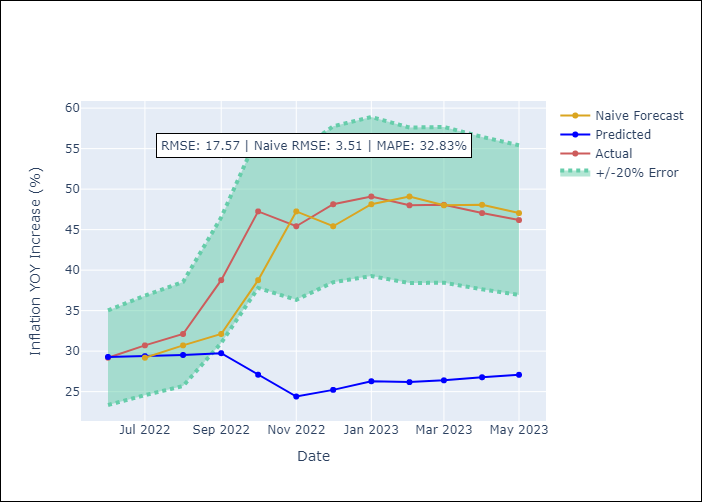 RMSE: 17.57 | Naive RMSE: 3.51 | MAPE: 32.83%
Naive Forecast
Predicted
Actual
+/-20% Error
Inflation YOY Increase (%)
60
55
50
45
40
35
30
25
Jul 2022
Sep 2022
Nov 2022
Jan 2023
Mar 2023
May 2023
Date